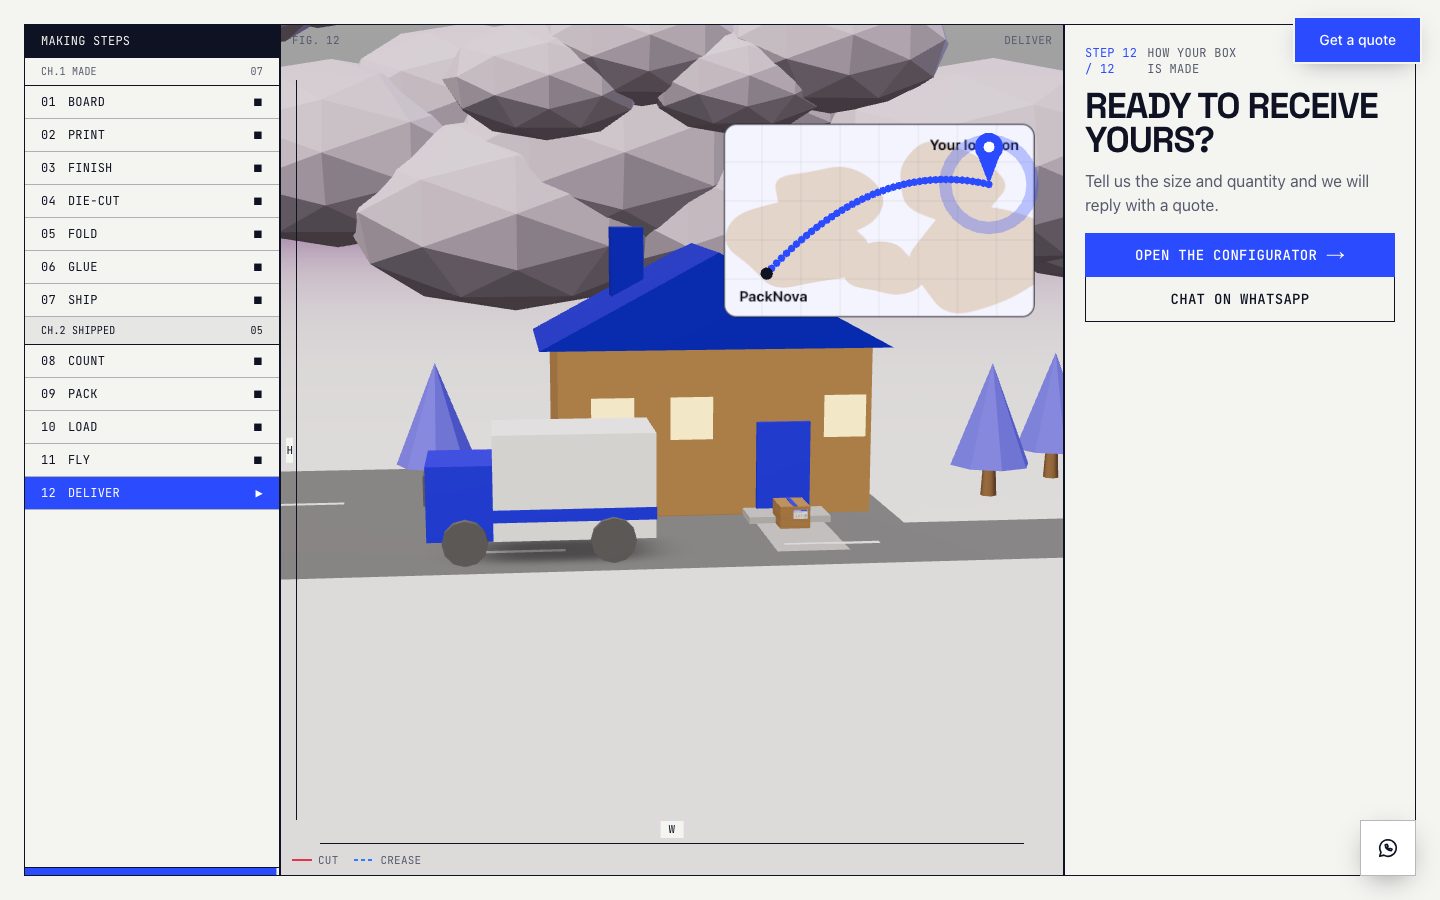 MAKING STEPS
CH.1 MADE 07
01 BOARD
02 PRINT
03 FINISH
04 DIE-CUT
05 FOLD
06 GLUE
07 SHIP
CH.2 SHIPPED 05
08 COUNT
09 PACK
10 LOAD
11 FLY
12 DELIVER
FIG. 12
DELIVER
Your
PackNova
H
W
CUT
CREASE
Get a quote
STEP 12 / 12
HOW YOUR BOX IS MADE
READY TO RECEIVE
YOURS?
Tell us the size and quantity and we will
reply with a quote.
OPEN THE CONFIGURATOR →
CHAT ON WHATSAPP